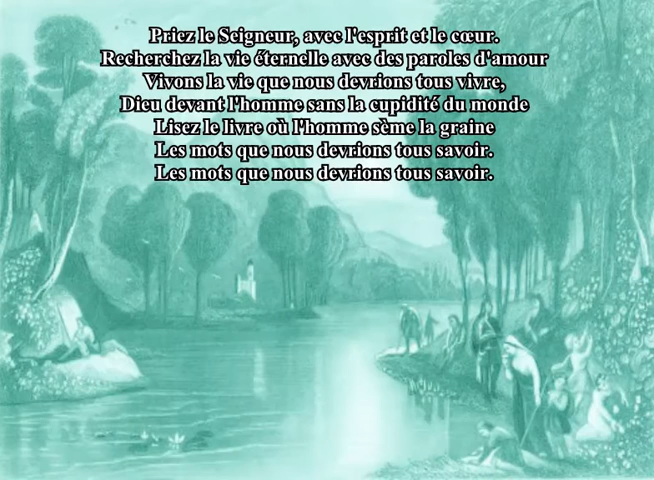 Priez le Seigneur, avec l'esprit et le cœur.
Recherchez la vie éternelle avec des paroles d'amour
Vivons la vie que nous devrions tous vivre,
Dieu devant l'homme sans la cupidité du monde
Lisez le livre où l'homme sème la graine
Les mots que nous devrions tous savoir.
Les mots que nous devrions tous savoir.